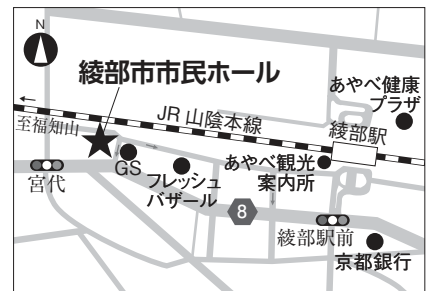 N
綾部市市民ホール
あやべ健康
プラザ
JR 山陰本線
綾部駅
至福知山
GS
フレッシュ
バザール
あやべ観光
案内所
宮代
8
綾部駅前
京都銀行